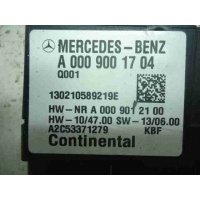 MERCEDES-BENZ
A 000 900 17 04
Q001
130210589219E
HW-NR A 000 901 21 00
HW-10/47.00 SW-13/06.00
A2C53371279 KBF
Continental